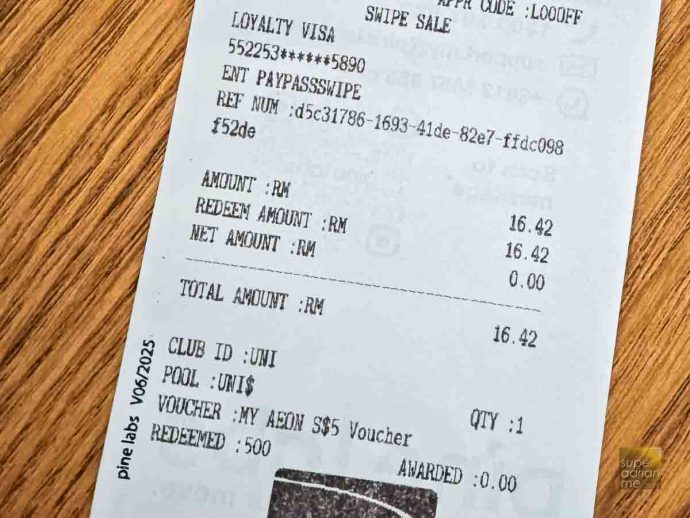 APPR CODE :L000FF
SWIPE SALE
LOYALTY VISA
552253******5890
ENT PAYPASSSWIPE
REF NUM :d5c31786-1693-41de-82e7-ffdc098
f52de
AMOUNT :RM 16.42
REDEEM AMOUNT :RM 16.42
NET AMOUNT :RM 0.00
TOTAL AMOUNT :RM 16.42
CLUB ID :UNI
POOL :UNI$ QTY :1
VOUCHER :MY AEON S$5 Voucher
REDEEMED :500 AWARDED :0.00
pine labs V06/2025
super
adrian
me